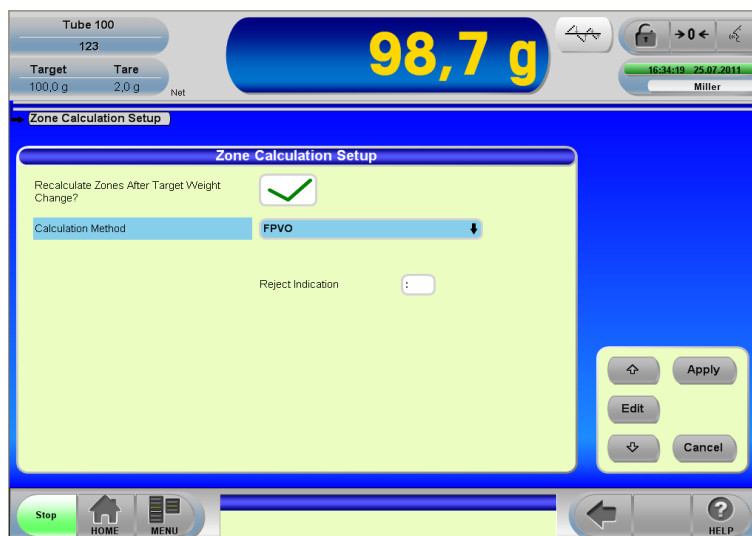 Tube 100
123
Target Tare
100,0 g 2,0 g
Net
98,7 g
→0←
16:34:19 25.07.2011
Miller
Zone Calculation Setup
Zone Calculation Setup
Recalculate Zones After Target Weight
Change?
Calculation Method FPVO
Reject Indication :
Apply
Edit
Cancel
Stop HOME MENU HELP